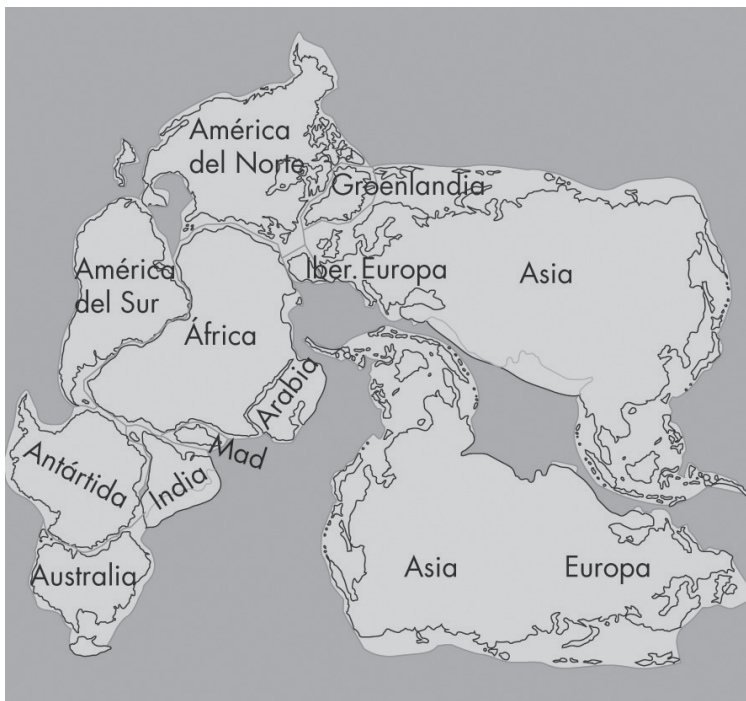 América
del Norte
Groenlandia
América
del Sur
Iber. Europa
Asia
África
Arabia
Mad
Antártida
India
Australia
Asia
Europa